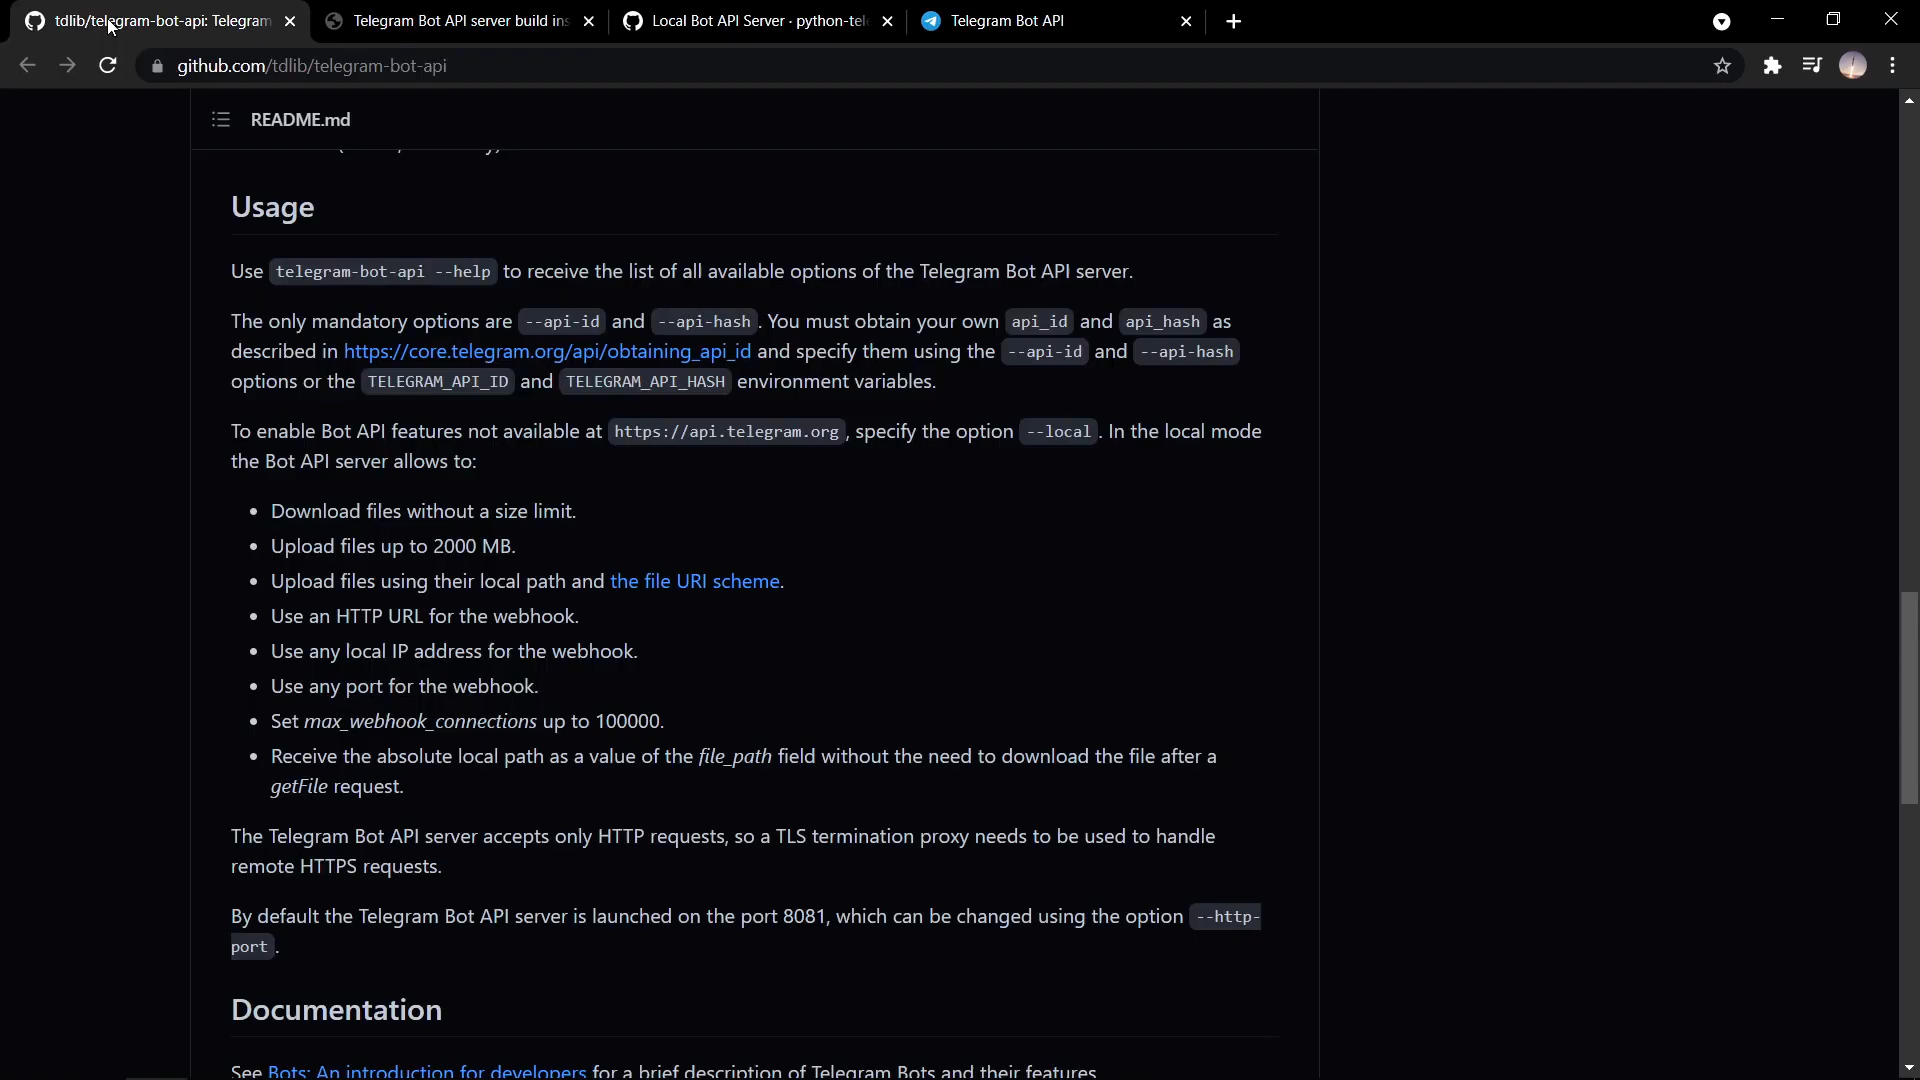 tdlib/telegram-bot-api: Telegram
Telegram Bot API server build ins
Local Bot API Server · python-tele
Telegram Bot API
github.com/tdlib/telegram-bot-api
README.md
Usage
Use telegram-bot-api --help to receive the list of all available options of the Telegram Bot API server.
The only mandatory options are --api-id and --api-hash. You must obtain your own api_id and api_hash as
described in https://core.telegram.org/api/obtaining_api_id and specify them using the --api-id and --api-hash
options or the TELEGRAM_API_ID and TELEGRAM_API_HASH environment variables.
To enable Bot API features not available at https://api.telegram.org, specify the option --local. In the local mode
the Bot API server allows to:
• Download files without a size limit.
• Upload files up to 2000 MB.
• Upload files using their local path and the file URI scheme.
• Use an HTTP URL for the webhook.
• Use any local IP address for the webhook.
• Use any port for the webhook.
• Set max_webhook_connections up to 100000.
• Receive the absolute local path as a value of the file_path field without the need to download the file after a
getFile request.
The Telegram Bot API server accepts only HTTP requests, so a TLS termination proxy needs to be used to handle
remote HTTPS requests.
By default the Telegram Bot API server is launched on the port 8081, which can be changed using the option --http-
port.
Documentation
See Bots: An introduction for developers for a brief description of Telegram Bots and their features